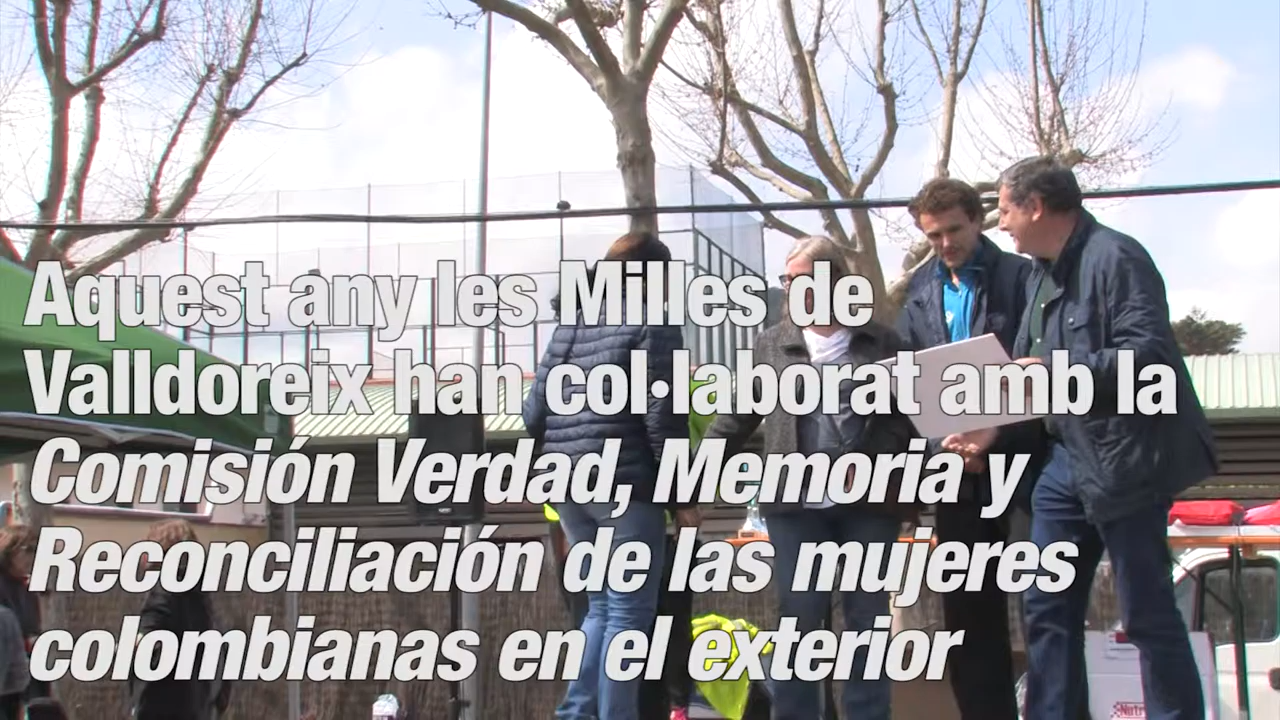 Aquest any les Milles de
Valldoreix han col·laborat amb la
Comisión Verdad, Memoria y
Reconciliación de las mujeres
colombianas en el exterior